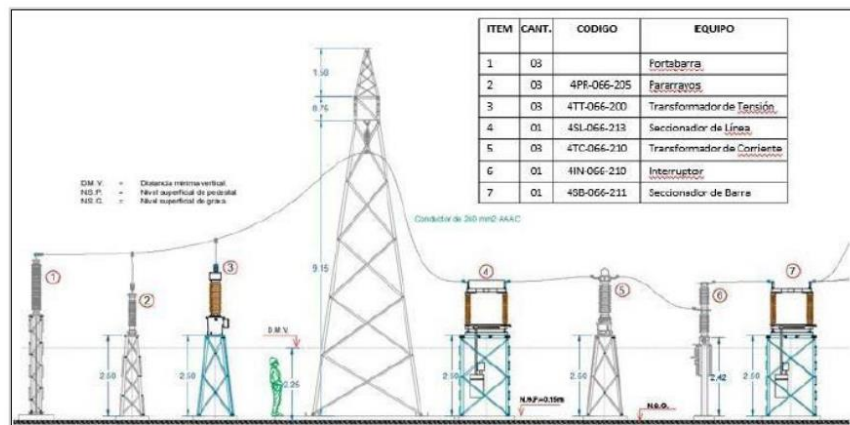 ITEM CANT. CODIGO EQUIPO
1 03 Portabarra
2 03 4PR-066-205 Pararrayos
3 03 4TT-066-200 Transformador de Tensión
4 01 4SL-066-213 Seccionador de Línea
5 03 4TC-066-210 Transformador de Corriente
6 01 4IN-066-210 Interruptor
7 01 4SB-066-211 Seccionador de Barra
1.50
0.75
9.15
D.M.V. = Distancia mínima vertical.
N.S.P. = Nivel superficial de pedestal
N.S.G. = Nivel superficial de grava.
Conductor de 240 mm2 AAAC
1
2
3
4
5
6
7
D.M.V.
2.50
2.50
2.25
2.50
2.50
2.42
2.50
N.S.P.=0.15m
N.S.G.